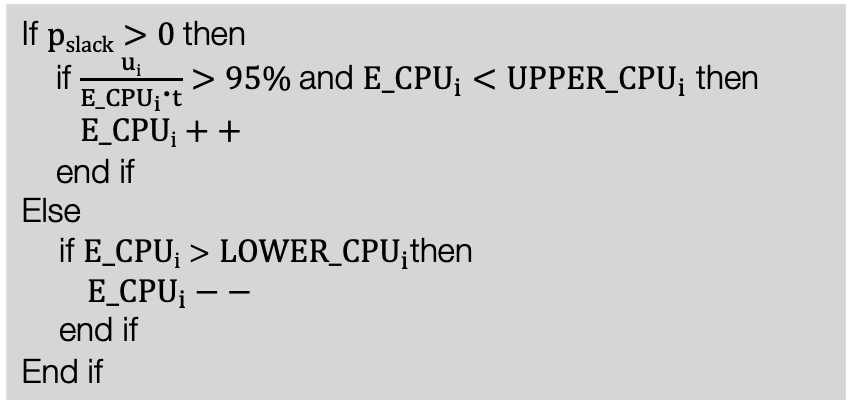 If p_slack > 0 then
if u_i / E_CPU_i·t > 95% and E_CPU_i < UPPER_CPU_i then
E_CPU_i + +
end if
Else
if E_CPU_i > LOWER_CPU_i then
E_CPU_i − −
end if
End if